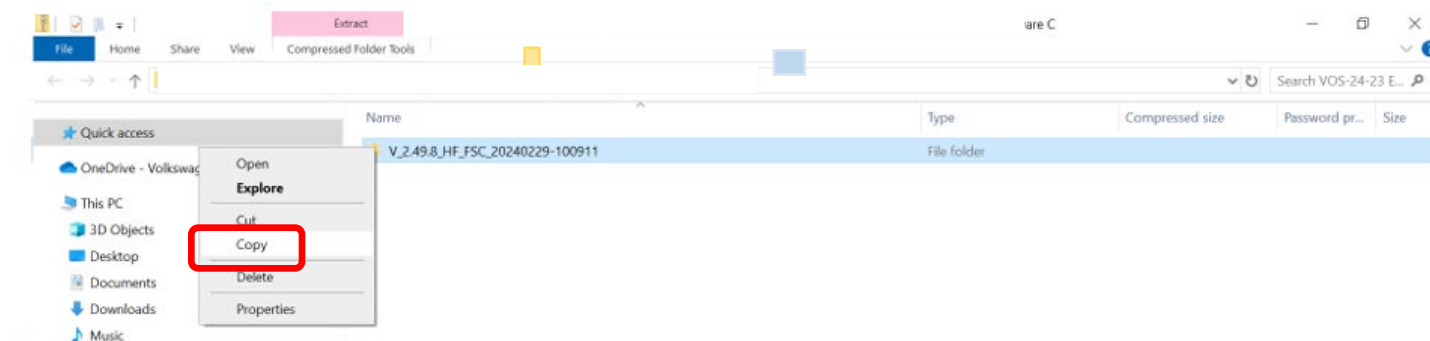 Extract
are C
File Home Share View Compressed Folder Tools
Search VOS-24-23 E...
Name Type Compressed size Password pr... Size
Quick access
V_2.49.8_HF_FSC_20240229-100911 File folder
OneDrive - Volkswag
Open
Explore
This PC
Cut
3D Objects
Copy
Desktop
Delete
Documents
Downloads
Properties
Music